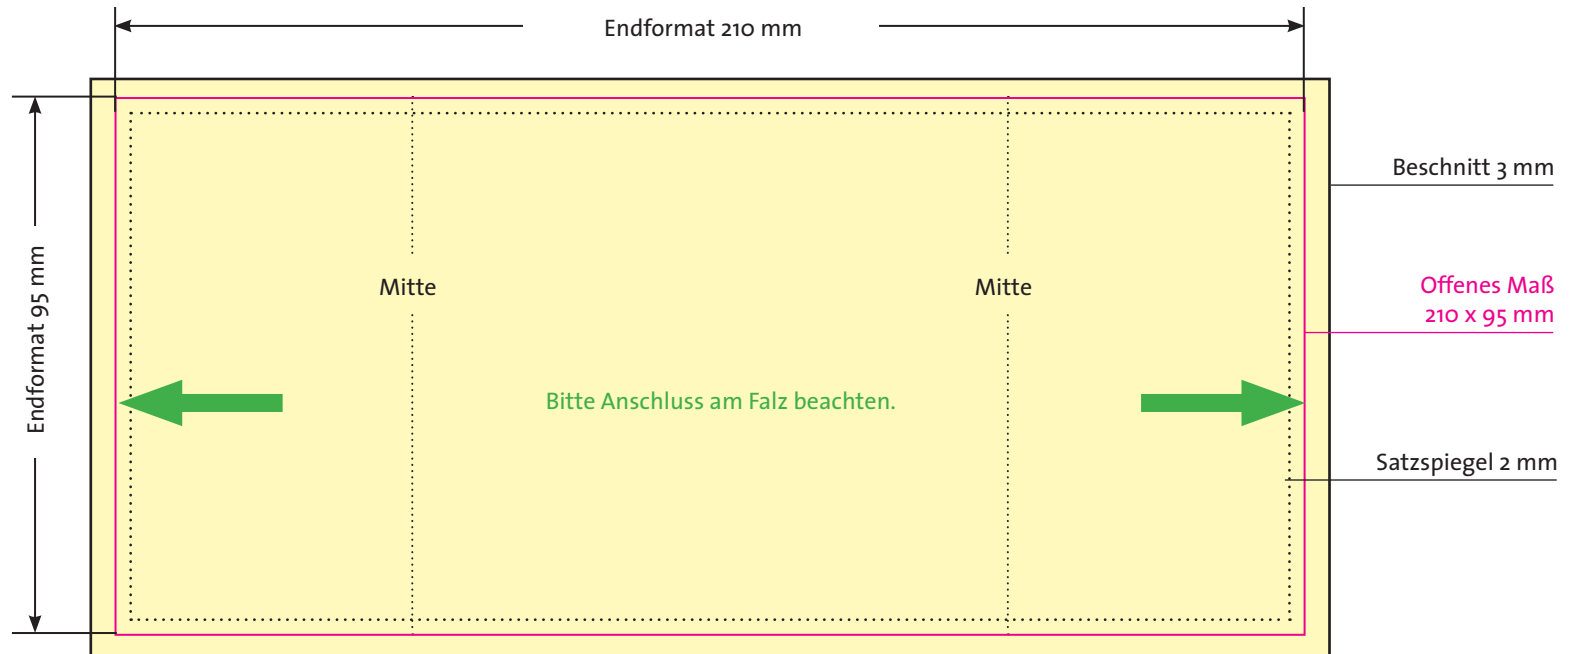 Endformat 210 mm
Beschnitt 3 mm
Endformat 95 mm
Mitte
Mitte
Offenes Maß
210 x 95 mm
Bitte Anschluss am Falz beachten.
Satzspiegel 2 mm